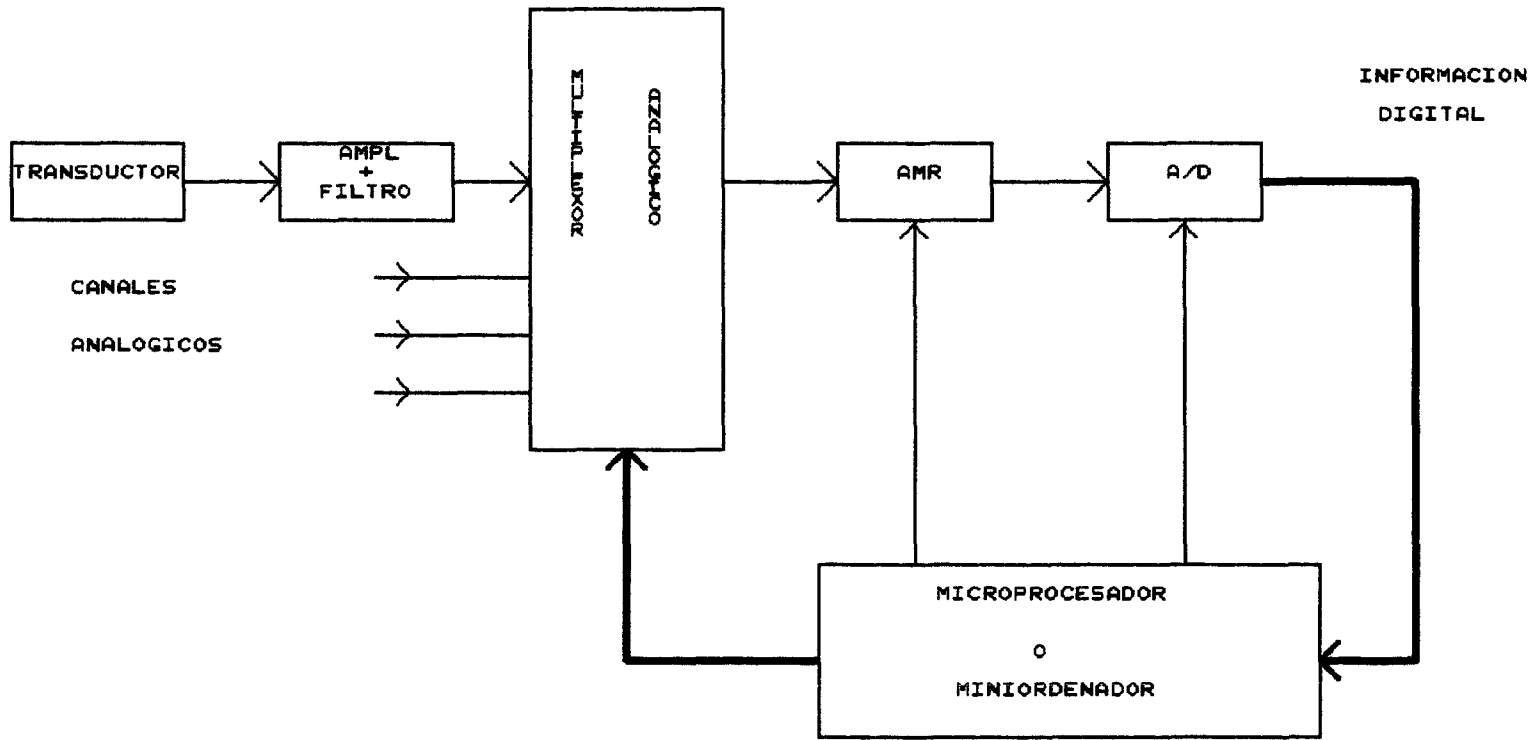 MULTIPLEXOR
ANALOGICO
INFORMACION
DIGITAL
TRANSDUCTOR
AMPL
+
FILTRO
AMR
A/D
CANALES
ANALOGICOS
MICROPROCESADOR
O
MINIORDENADOR